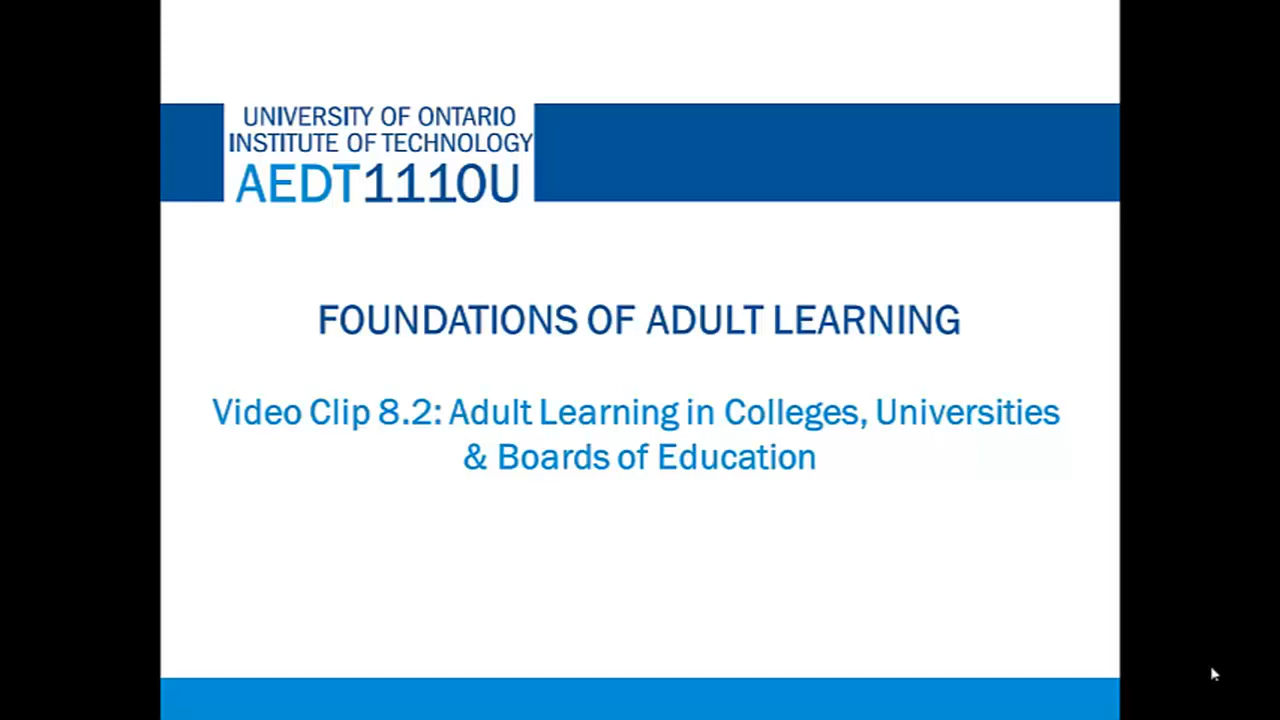 UNIVERSITY OF ONTARIO
INSTITUTE OF TECHNOLOGY
AEDT1110U
FOUNDATIONS OF ADULT LEARNING
Video Clip 8.2: Adult Learning in Colleges, Universities
& Boards of Education